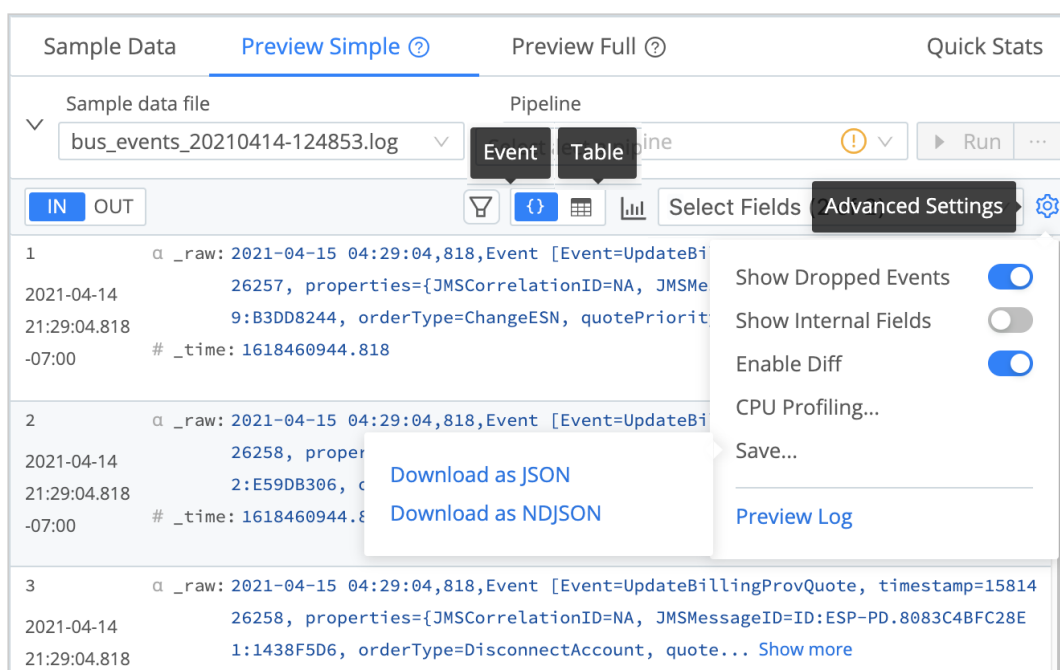 Sample Data Preview Simple ? Preview Full ? Quick Stats
Sample data file Pipeline
bus_events_20210414-124853.log
Event Table
Run ...
IN OUT {} Select Fields Advanced Settings
1 α _raw: 2021-04-15 04:29:04,818,Event [Event=UpdateBi
2021-04-14 26257, properties={JMSCorrelationID=NA, JMSMe
21:29:04.818 9:B3DD8244, orderType=ChangeESN, quotePriority
-07:00 # _time: 1618460944.818
Show Dropped Events
Show Internal Fields
Enable Diff
CPU Profiling...
Save...
Preview Log
2 α _raw: 2021-04-15 04:29:04,818,Event [Event=UpdateBil
2021-04-14 26258, proper
21:29:04.818 2:E59DB306,
-07:00 # _time: 1618460944.8
Download as JSON
Download as NDJSON
3 α _raw: 2021-04-15 04:29:04,818,Event [Event=UpdateBillingProvQuote, timestamp=15814
2021-04-14 26258, properties={JMSCorrelationID=NA, JMSMessageID=ID:ESP-PD.8083C4BFC28E
21:29:04.818 1:1438F5D6, orderType=DisconnectAccount, quote... Show more